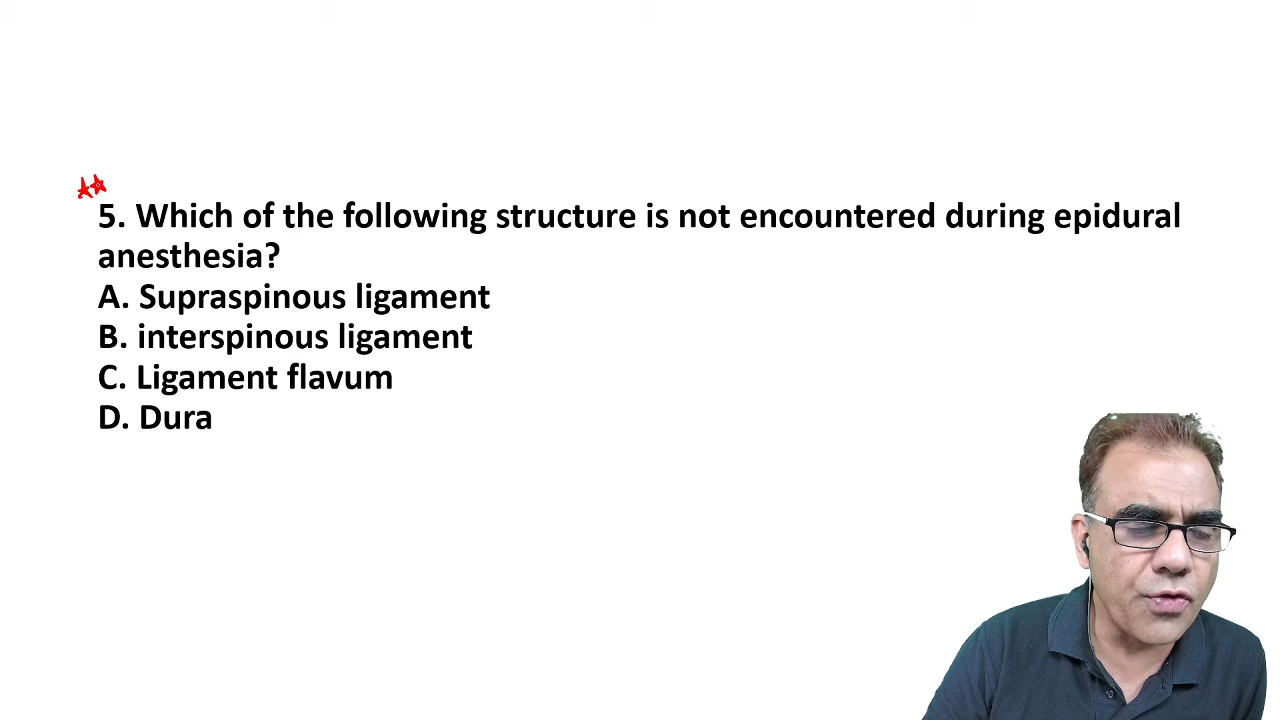 5. Which of the following structure is not encountered during epidural
anesthesia?
A. Supraspinous ligament
B. interspinous ligament
C. Ligament flavum
D. Dura